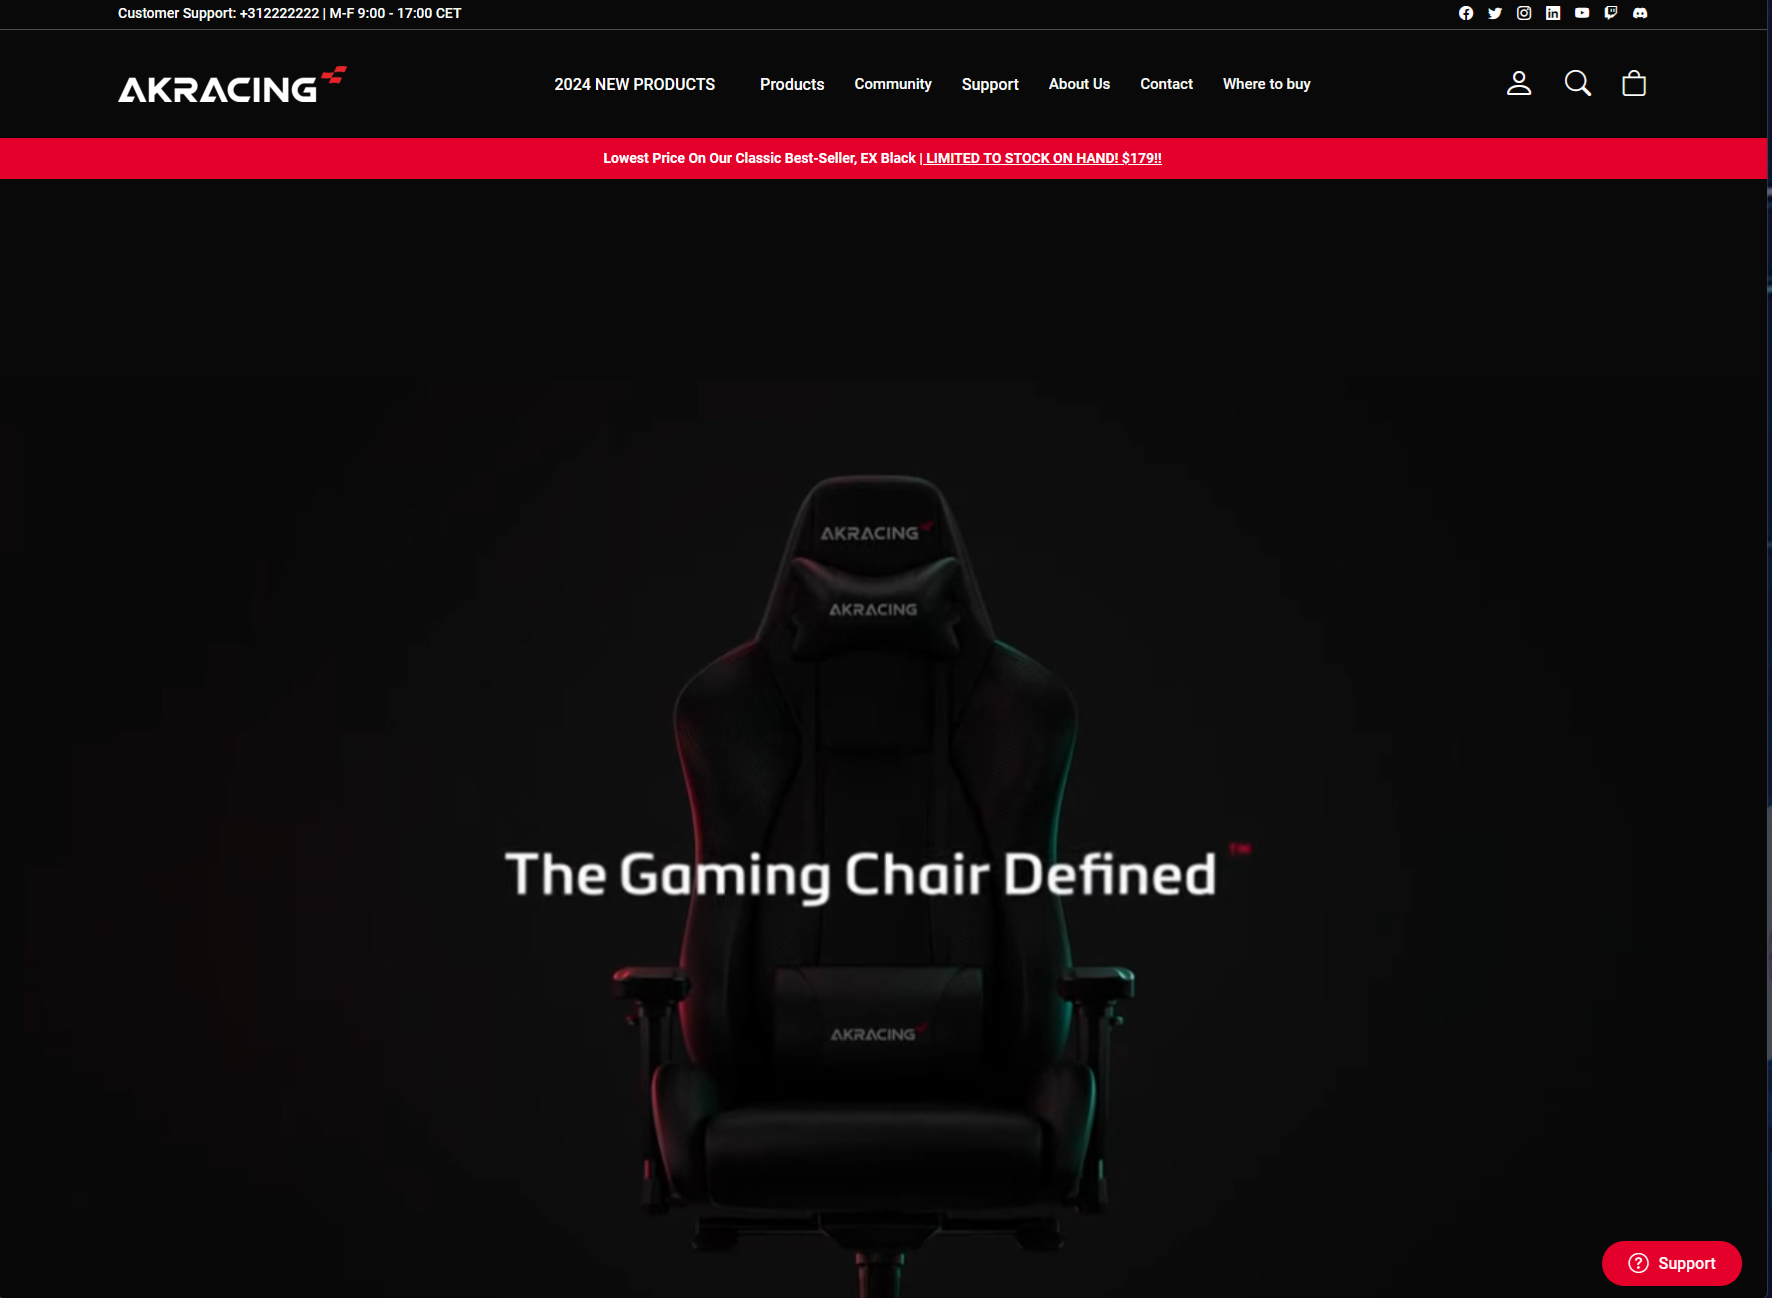 Customer Support: +312222222 | M-F 9:00 - 17:00 CET
AKRACING
2024 NEW PRODUCTS
Products
Community
Support
About Us
Contact
Where to buy
Lowest Price On Our Classic Best-Seller, EX Black | LIMITED TO STOCK ON HAND! $179!!
AKRACING
AKRACING
The Gaming Chair Defined ™
AKRACING
Support